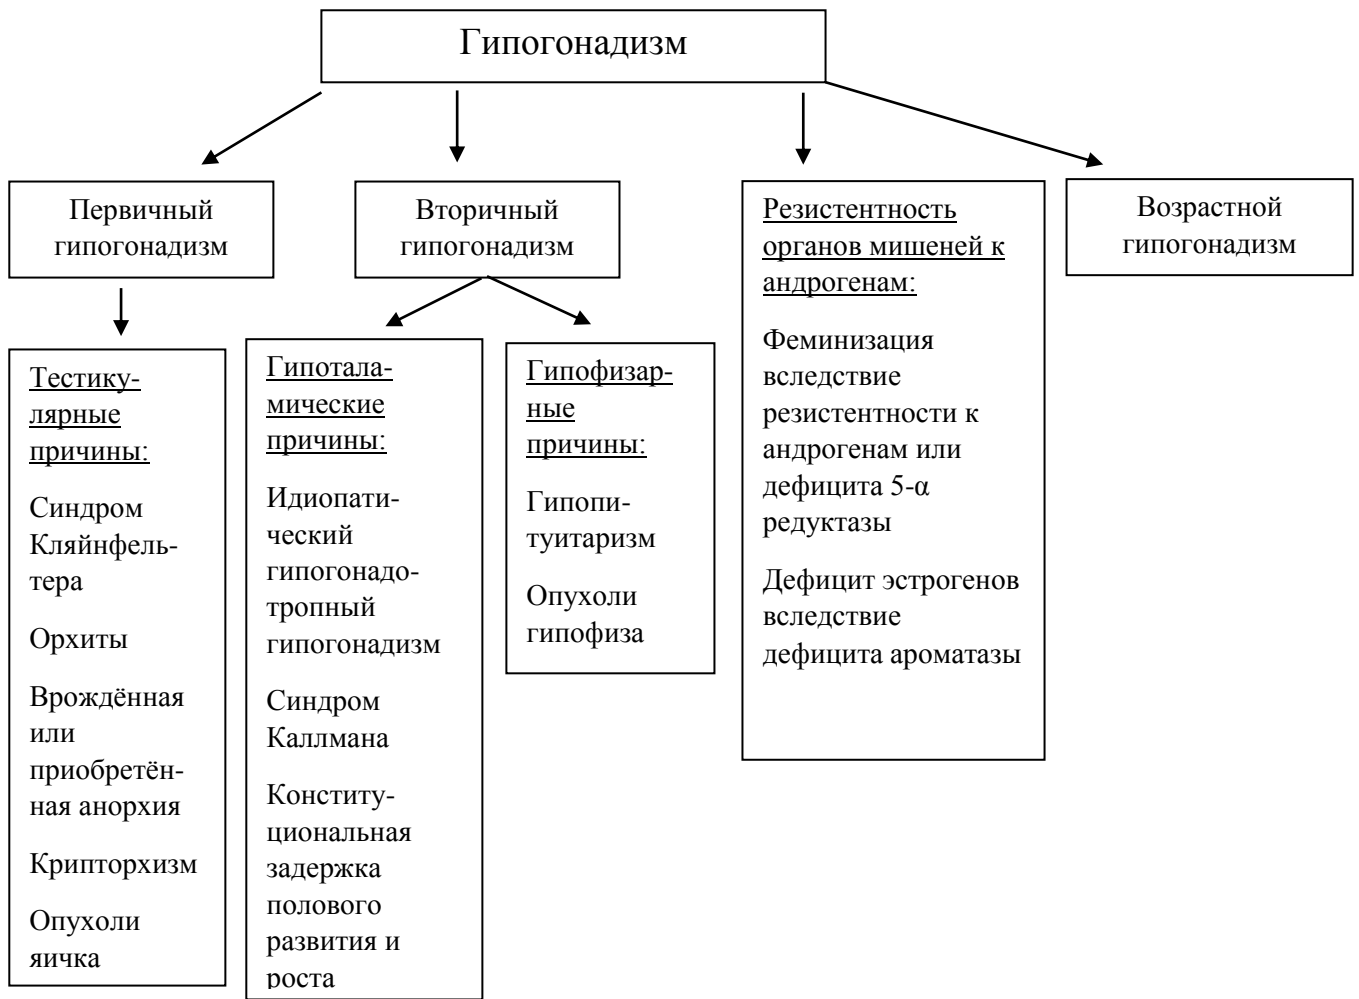 Гипогонадизм
Первичный
гипогонадизм
Вторичный
гипогонадизм
Резистентность
органов мишеней к
андрогенам:
Феминизация
вследствие
резистентности к
андрогенам или
дефицита 5-α
редуктазы
Дефицит эстрогенов
вследствие
дефицита ароматазы
Возрастной
гипогонадизм
Тестику-
лярные
причины:
Синдром
Кляйнфель-
тера
Орхиты
Врождённая
или
приобретён-
ная анорхия
Крипторхизм
Опухоли
яичка
Гипотала-
мические
причины:
Идиопати-
ческий
гипогонадо-
тропный
гипогонадизм
Синдром
Каллмана
Конститу-
циональная
задержка
полового
развития и
роста
Гипофизар-
ные
причины:
Гипопи-
туитаризм
Опухоли
гипофиза